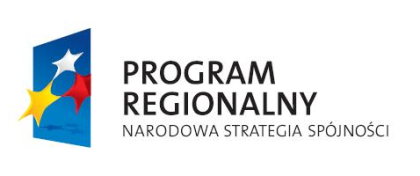 PROGRAM
REGIONALNY
NARODOWA STRATEGIA SPÓJNOŚCI